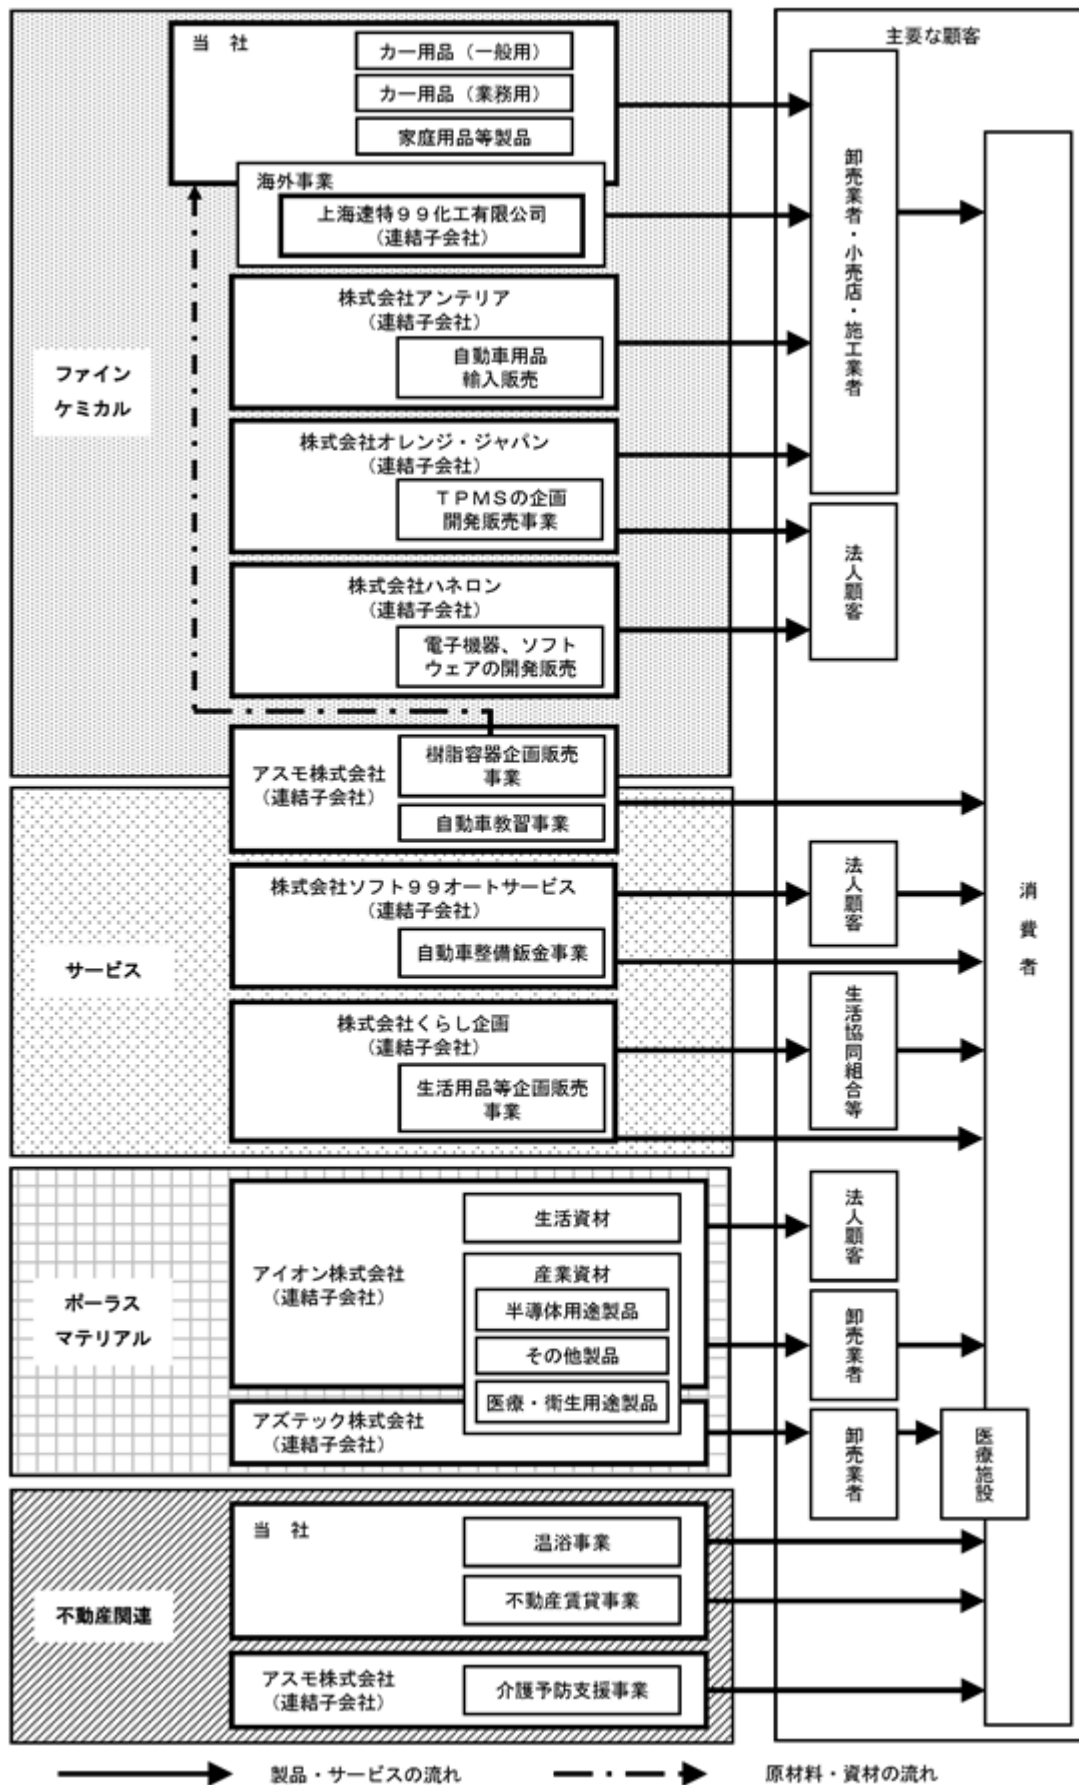 当　社
カー用品（一般用）
カー用品（業務用）
家庭用品等製品
海外事業
上海速特９９化工有限公司
（連結子会社）
株式会社アンテリア
（連結子会社）
自動車用品
輸入販売
ファイン
ケミカル
株式会社オレンジ・ジャパン
（連結子会社）
ＴＰＭＳの企画
開発販売事業
株式会社ハネロン
（連結子会社）
電子機器、ソフト
ウェアの開発販売
アスモ株式会社
（連結子会社）
樹脂容器企画販売
事業
自動車教習事業
サービス
株式会社ソフト９９オートサービス
（連結子会社）
自動車整備鈑金事業
株式会社くらし企画
（連結子会社）
生活用品等企画販売
事業
ポーラス
マテリアル
アイオン株式会社
（連結子会社）
生活資材
産業資材
半導体用途製品
その他製品
医療・衛生用途製品
アズテック株式会社
（連結子会社）
不動産関連
当　社
温浴事業
不動産賃貸事業
アスモ株式会社
（連結子会社）
介護予防支援事業
主要な顧客
卸売業者・小売店・施工業者
法人顧客
法人顧客
生活協同組合等
法人顧客
卸売業者
卸売業者
医療施設
消費者
製品・サービスの流れ
原材料・資材の流れ